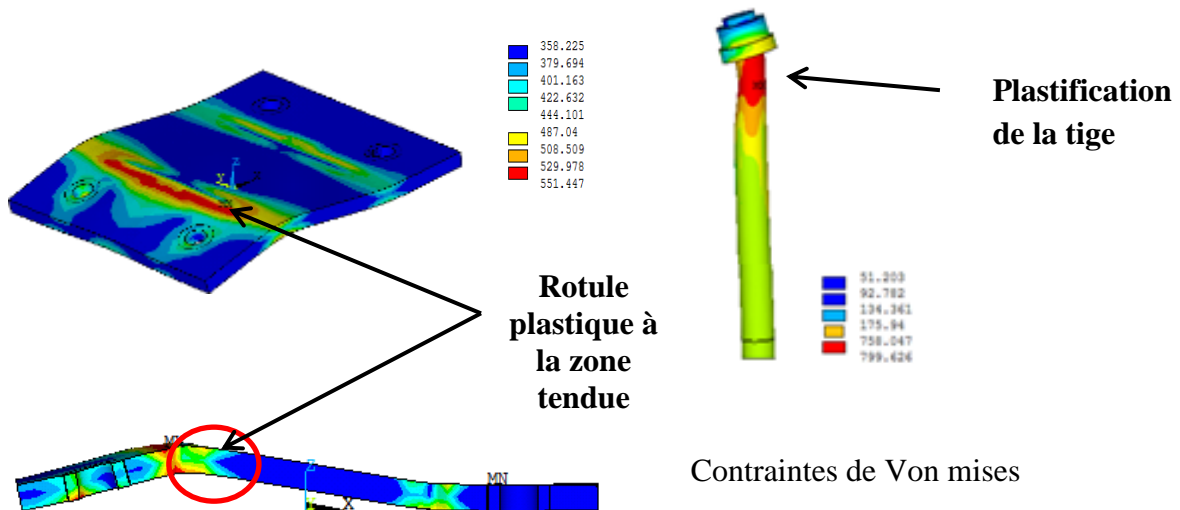 358.225
379.694
401.163
422.632
444.101
487.04
508.509
529.978
551.447
Z
Plastification
de la tige
51.203
92.782
134.361
175.94
758.047
799.626
Rotule
plastique à
la zone
tendue
Z
MN
X
Contraintes de Von mises